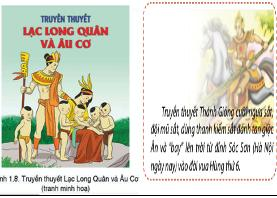 TRUYỀN THUYẾT
LẠC LONG QUÂN
VÀ ÂU CƠ
nh 1.8. Truyền thuyết Lạc Long Quân và Âu Cơ
(tranh minh hoạ)
Truyền thuyết Thánh Gióng cưỡi ngựa sắt,
đội mũ sắt, dùng thanh kiếm sắt đánh tan giặc
Ân và "bay" lên trời từ đỉnh Sóc Sơn (Hà Nội
ngày nay) vào đời vua Hùng thứ 6.